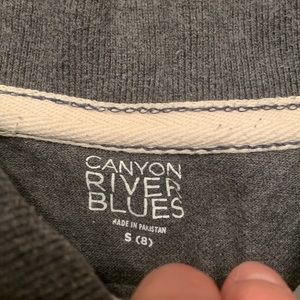 CANYON
RIVER
BLUES
MADE IN PAKISTAN
S (8)